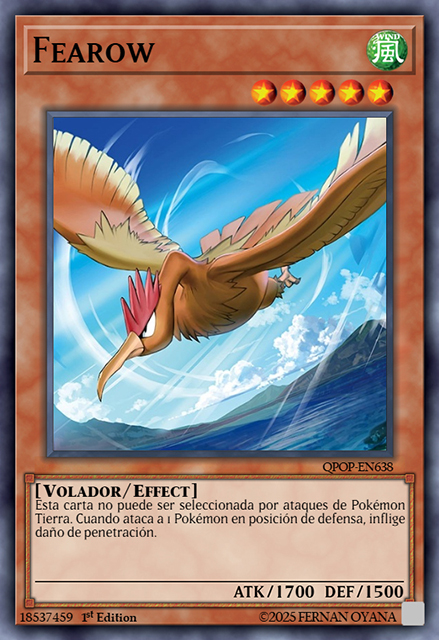 FEAROW
WIND
風
QPOP-EN638
[VOLADOR/EFFECT]
Esta carta no puede ser seleccionada por ataques de Pokémon
Tierra. Cuando ataca a 1 Pokémon en posición de defensa, inflige
daño de penetración.
ATK/1700 DEF/1500
18537459 1st Edition ©2025 FERNAN OYANA